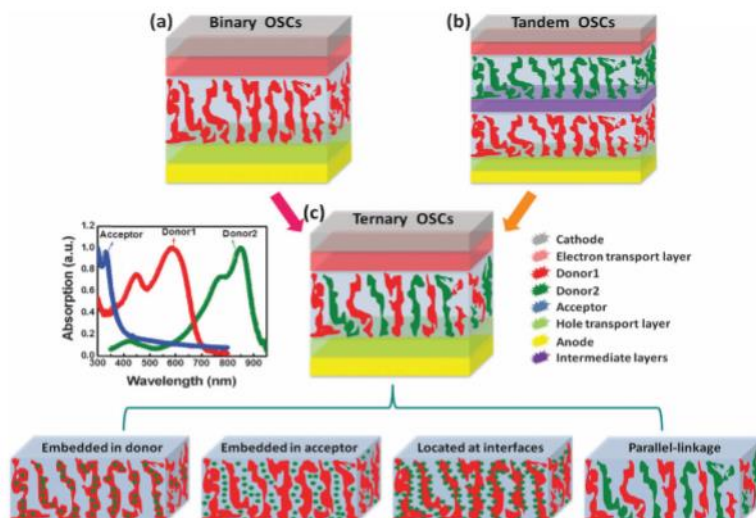 (a) Binary OSCs
(b) Tandem OSCs
(c) Ternary OSCs
Absorption (a.u.)
1.2
1.0
0.8
0.6
0.4
0.2
0.0
Acceptor
Donor1
Donor2
300 400 500 600 700 800 900
Wavelength (nm)
Cathode
Electron transport layer
Donor1
Donor2
Acceptor
Hole transport layer
Anode
Intermediate layers
Embedded in donor
Embedded in acceptor
Located at interfaces
Parallel-linkage